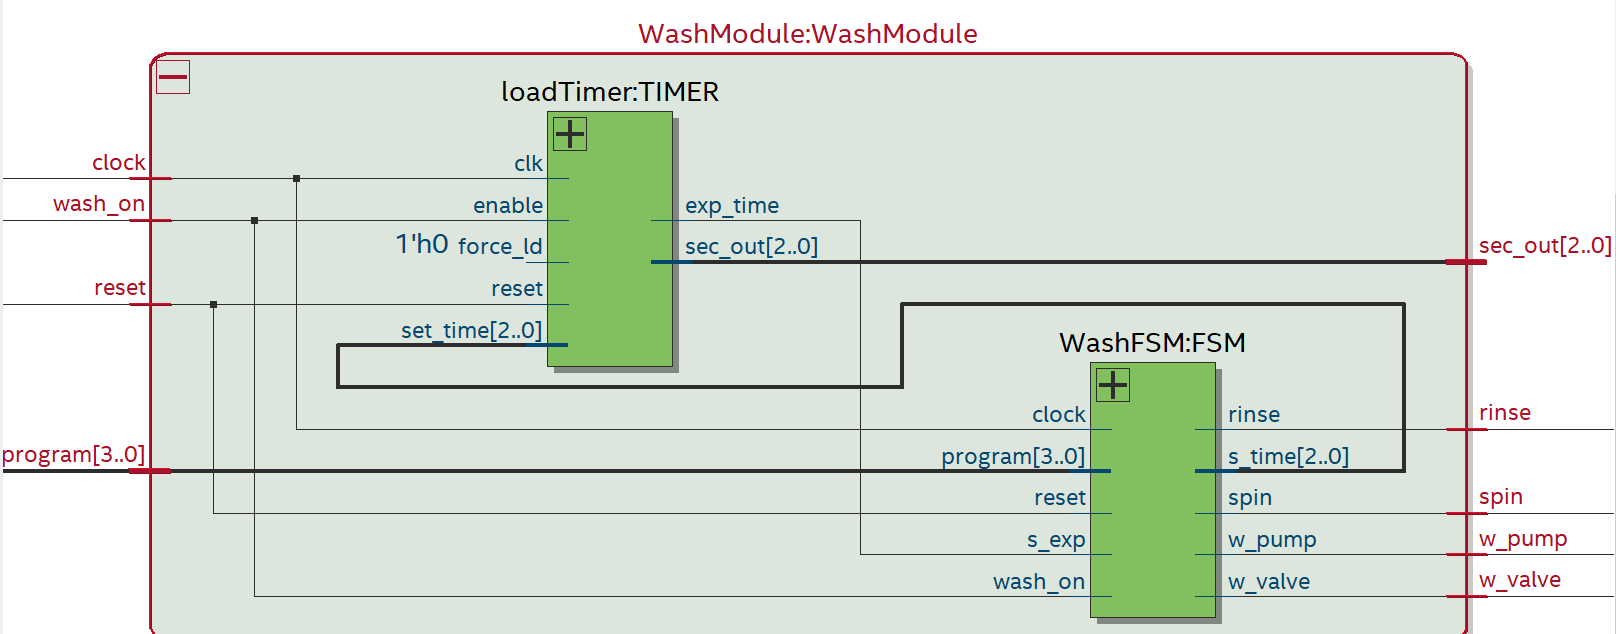 WashModule:WashModule
loadTimer:TIMER
clock
clk
wash_on
enable
exp_time
1'h0 force_ld
sec_out[2..0]
sec_out[2..0]
reset
reset
set_time[2..0]
WashFSM:FSM
clock
rinse
rinse
program[3..0]
program[3..0]
s_time[2..0]
reset
spin
spin
s_exp
w_pump
w_pump
wash_on
w_valve
w_valve